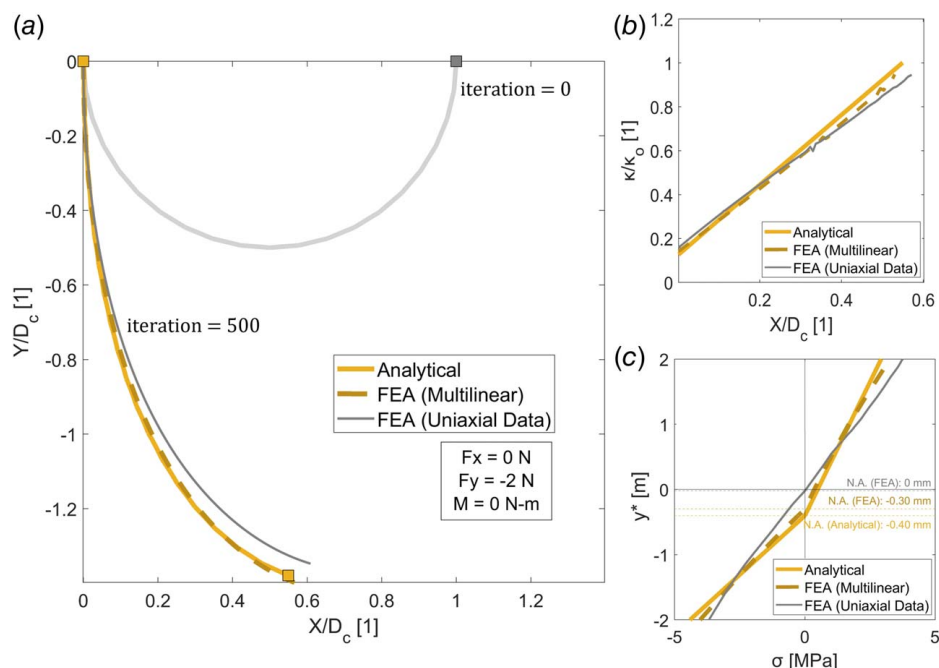 (a)
0
-0.2
-0.4
-0.6
-0.8
-1
-1.2
Y/D_c [1]
iteration = 0
iteration = 500
Analytical
FEA (Multilinear)
FEA (Uniaxial Data)
Fx = 0 N
Fy = -2 N
M = 0 N-m
0 0.2 0.4 0.6 0.8 1 1.2
X/D_c [1]
(b)
1.2
1
0.8
0.6
0.4
0.2
0
κ/κ_o [1]
Analytical
FEA (Multilinear)
FEA (Uniaxial Data)
0.2 0.4 0.6
X/D_c [1]
(c)
2
1
0
-1
-2
y* [m]
N.A. (FEA): 0 mm
N.A. (FEA): -0.30 mm
N.A. (Analytical): -0.40 mm
Analytical
FEA (Multilinear)
FEA (Uniaxial Data)
-5 0 5
σ [MPa]